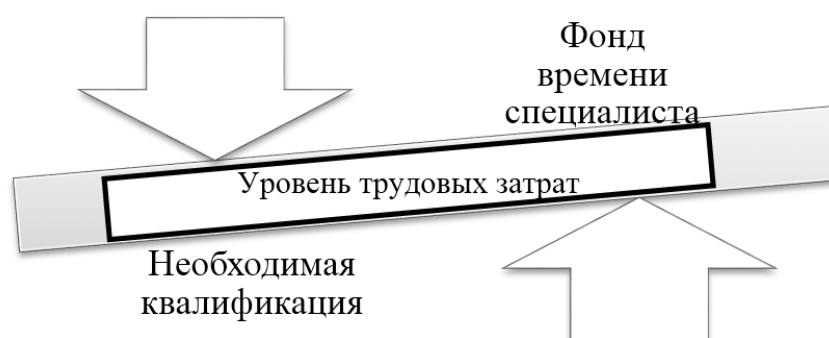 Фонд
времени
специалиста
Уровень трудовых затрат
Необходимая
квалификация